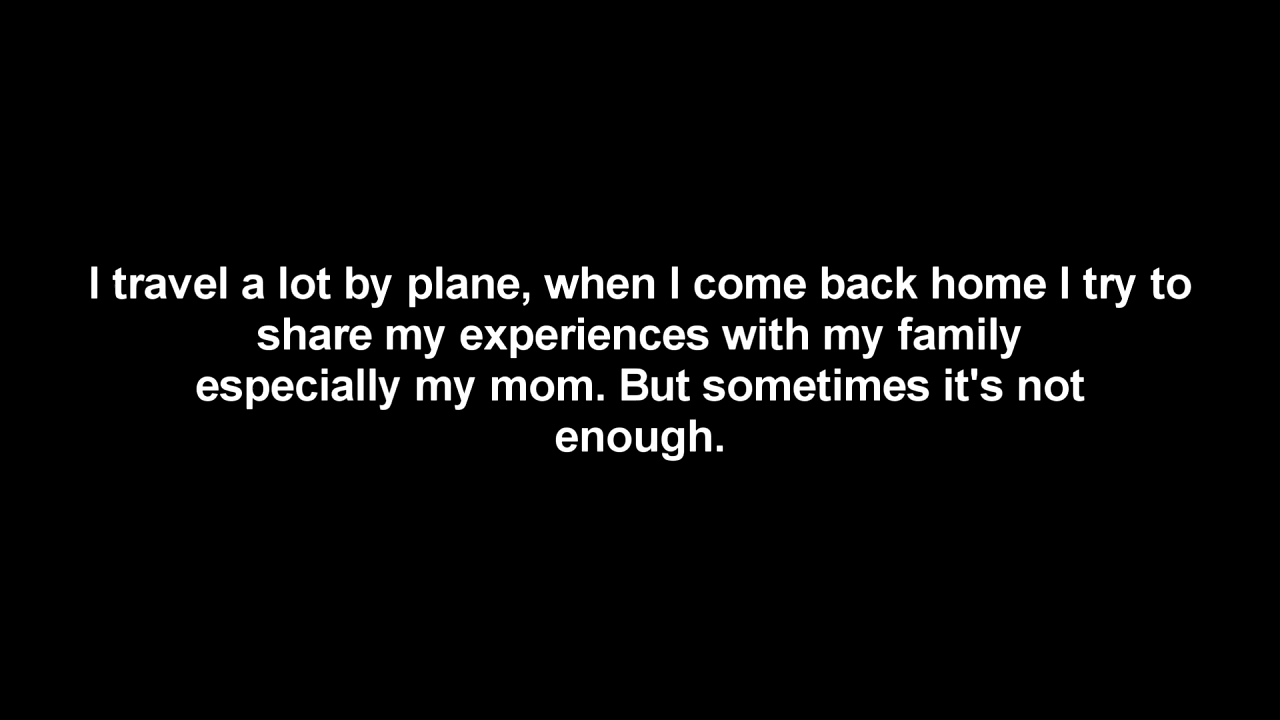 I travel a lot by plane, when I come back home I try to
share my experiences with my family
especially my mom. But sometimes it's not
enough.